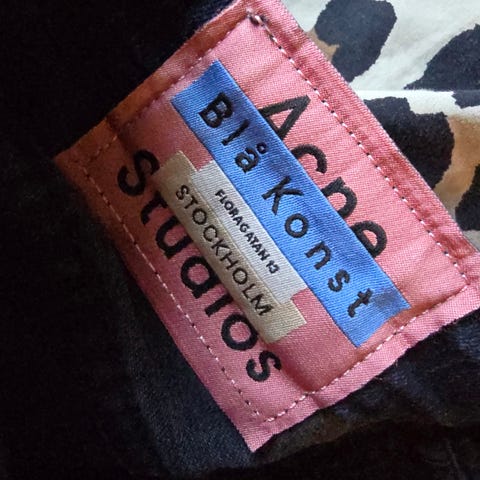 Acne
Blå Konst
FLORAGATAN 13
STOCKHOLM
Studios